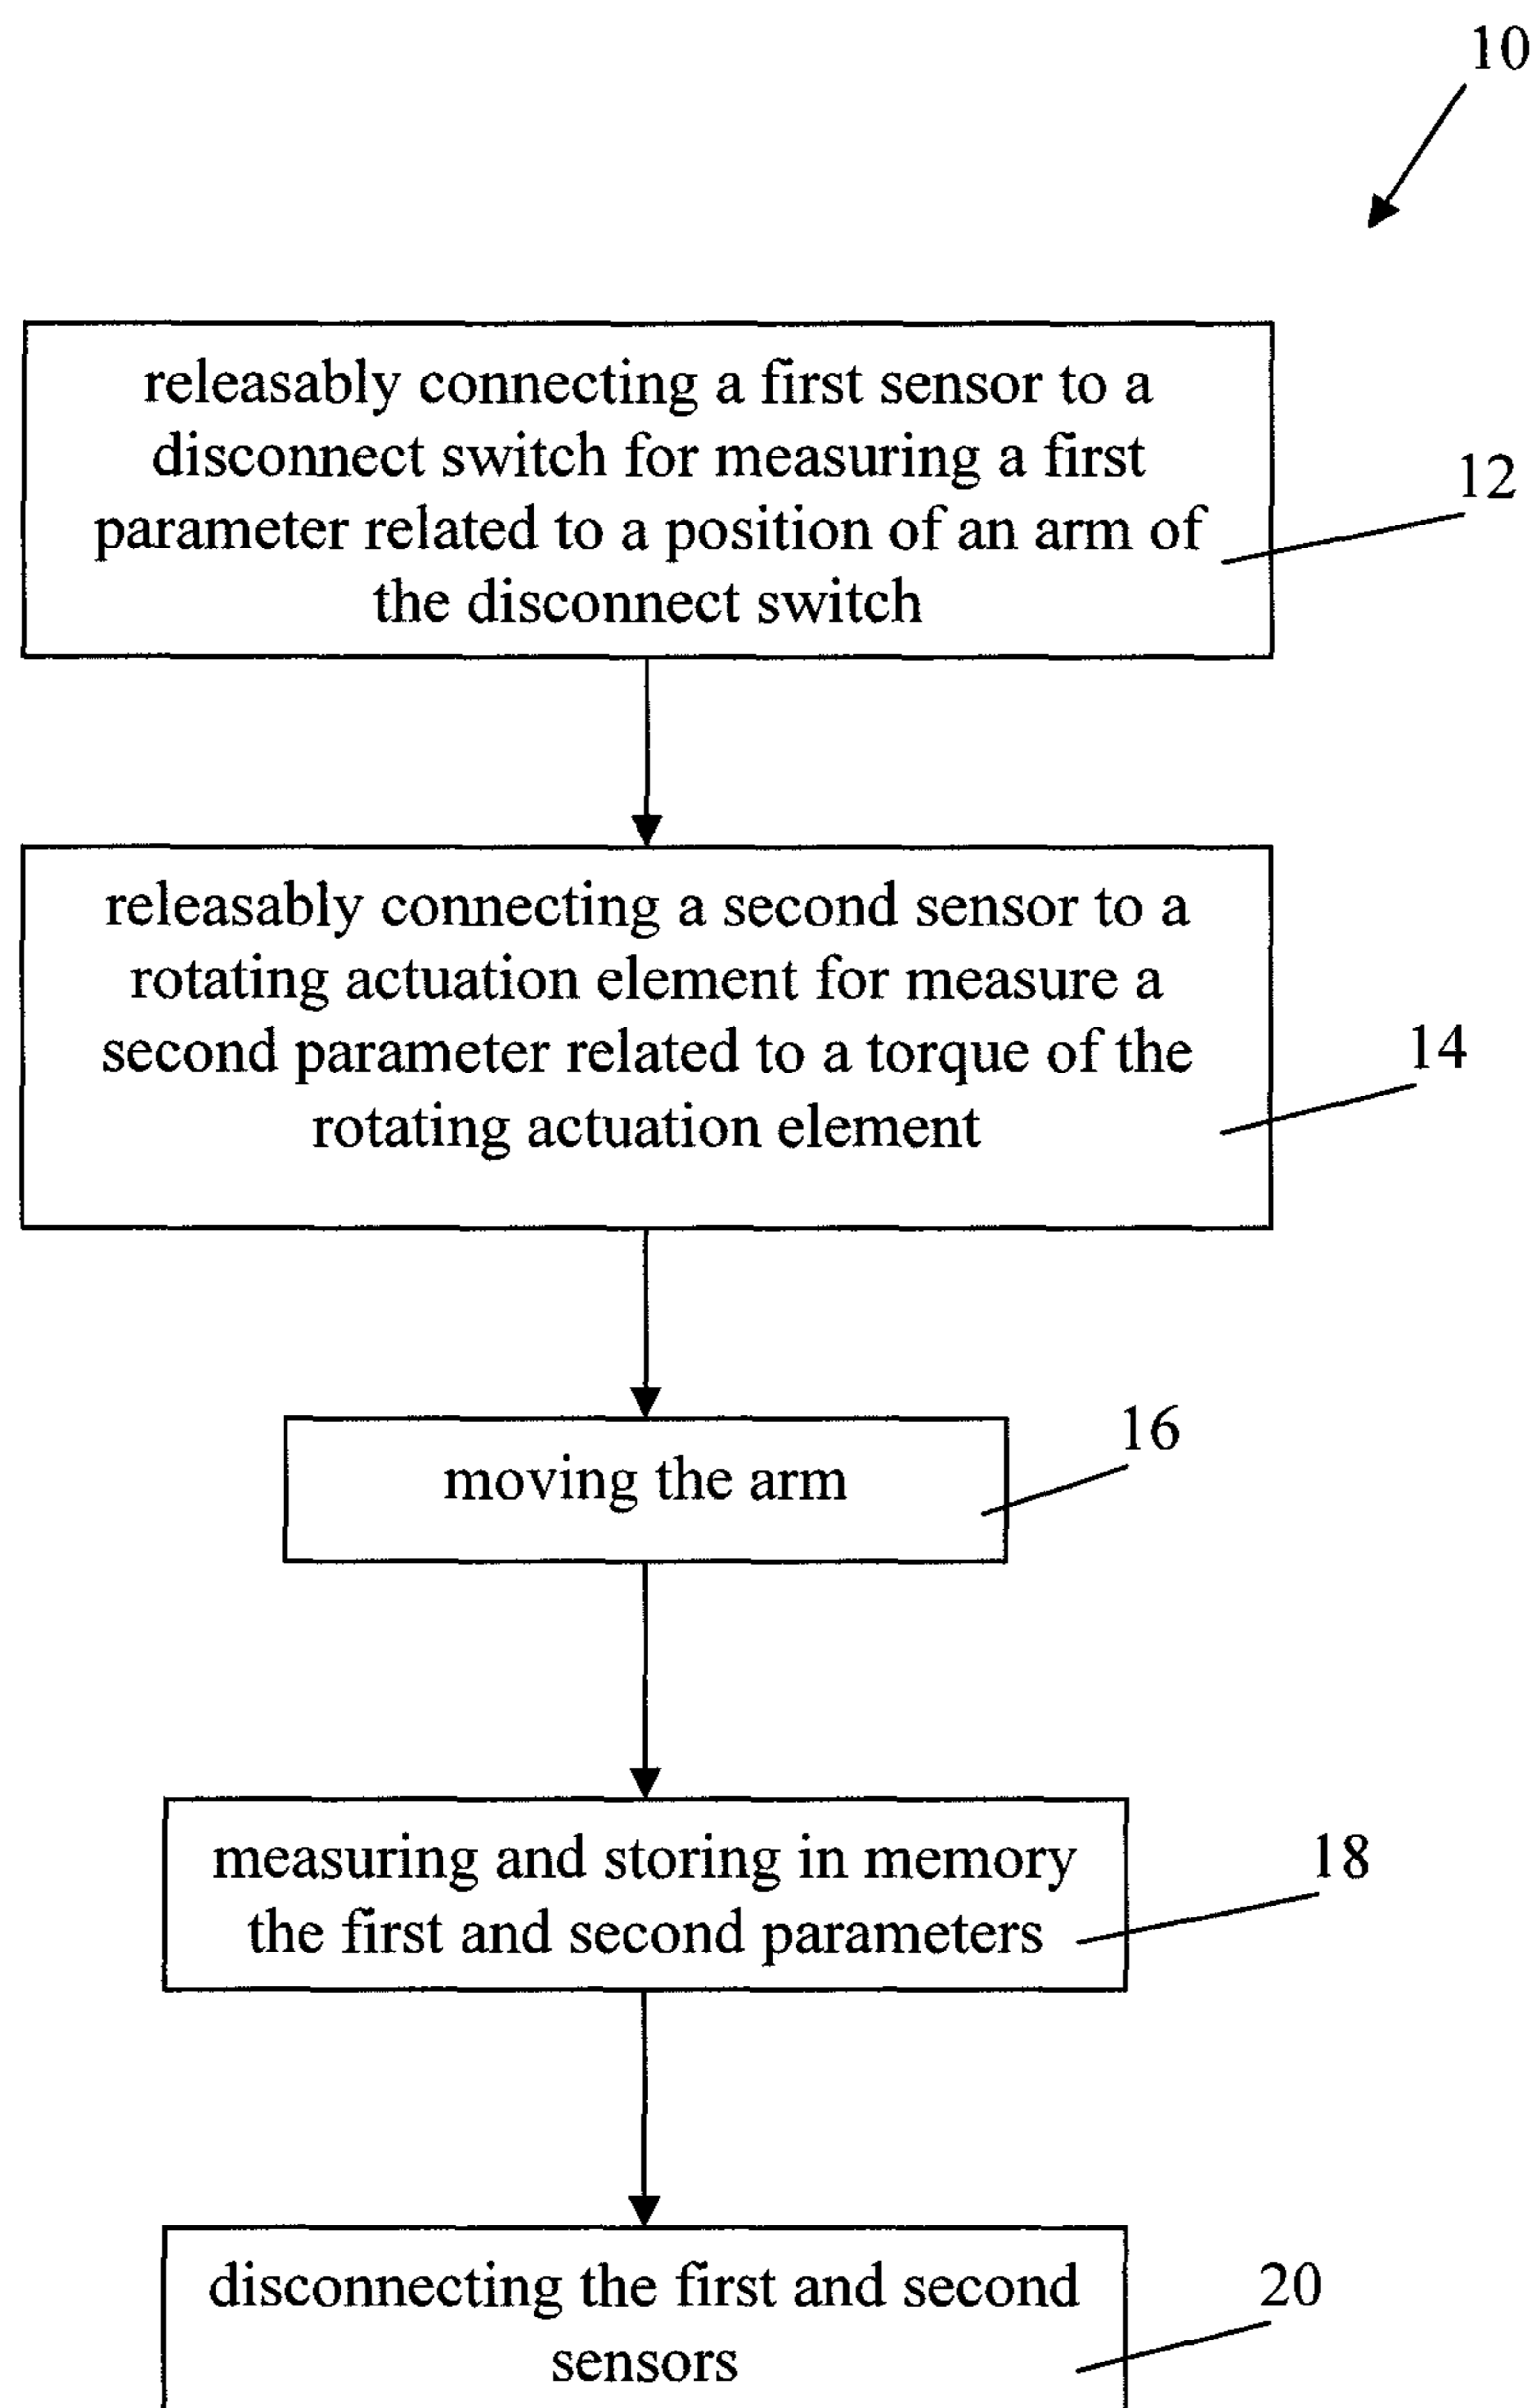 10
releasably connecting a first sensor to a
disconnect switch for measuring a first
parameter related to a position of an arm of
the disconnect switch
12
releasably connecting a second sensor to a
rotating actuation element for measure a
second parameter related to a torque of the
rotating actuation element
14
moving the arm
16
measuring and storing in memory
the first and second parameters
18
disconnecting the first and second
sensors
20